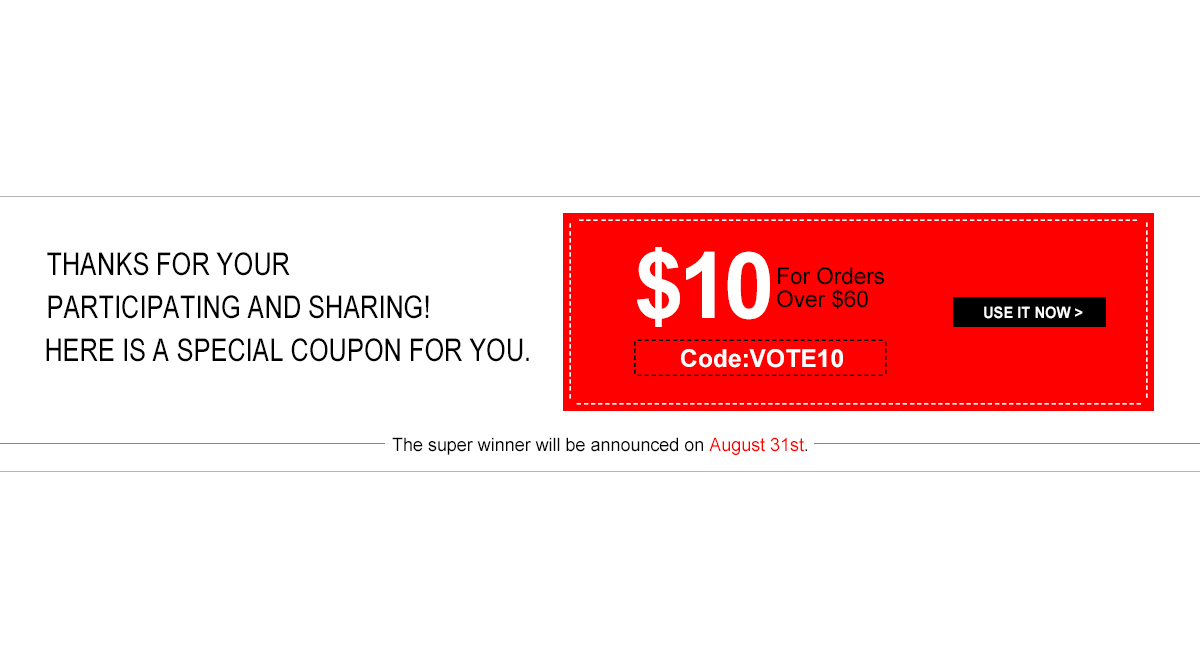 THANKS FOR YOUR
PARTICIPATING AND SHARING!
HERE IS A SPECIAL COUPON FOR YOU.
$10 For Orders
Over $60
Code:VOTE10
USE IT NOW >
The super winner will be announced on August 31st.